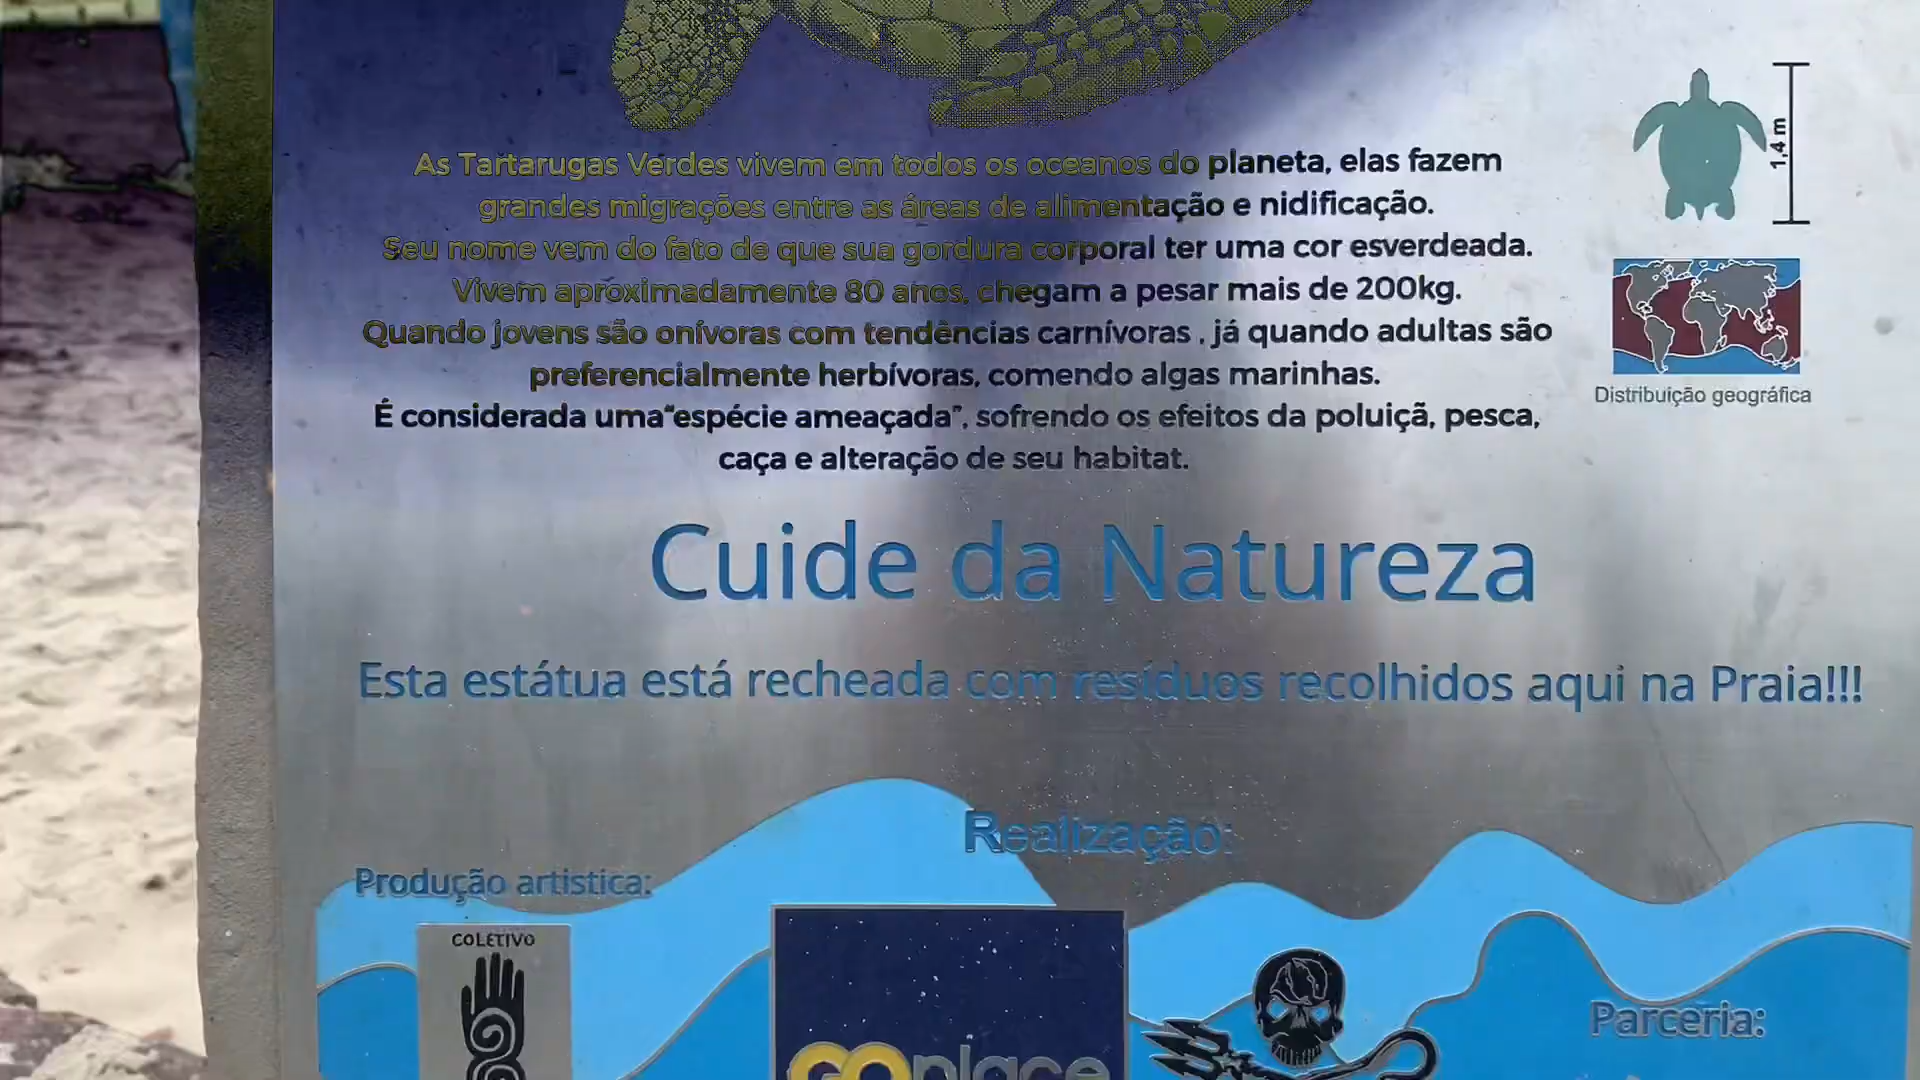 As Tartarugas Verdes vivem em todos os oceanos do planeta, elas fazem
grandes migrações entre as áreas de alimentação e nidificação.
Seu nome vem do fato de que sua gordura corporal ter uma cor esverdeada.
Vivem aproximadamente 80 anos, chegam a pesar mais de 200kg.
Quando jovens são onívoras com tendências carnívoras , já quando adultas são
preferencialmente herbívoras, comendo algas marinhas.
É considerada uma“espécie ameaçada”, sofrendo os efeitos da poluiçã, pesca,
caça e alteração de seu habitat.
1,4 m
Distribuição geográfica
Cuide da Natureza
Esta estátua está recheada com resíduos recolhidos aqui na Praia!!!
Realização:
Produção artistica:
COLETIVO
goplace
Parceria: